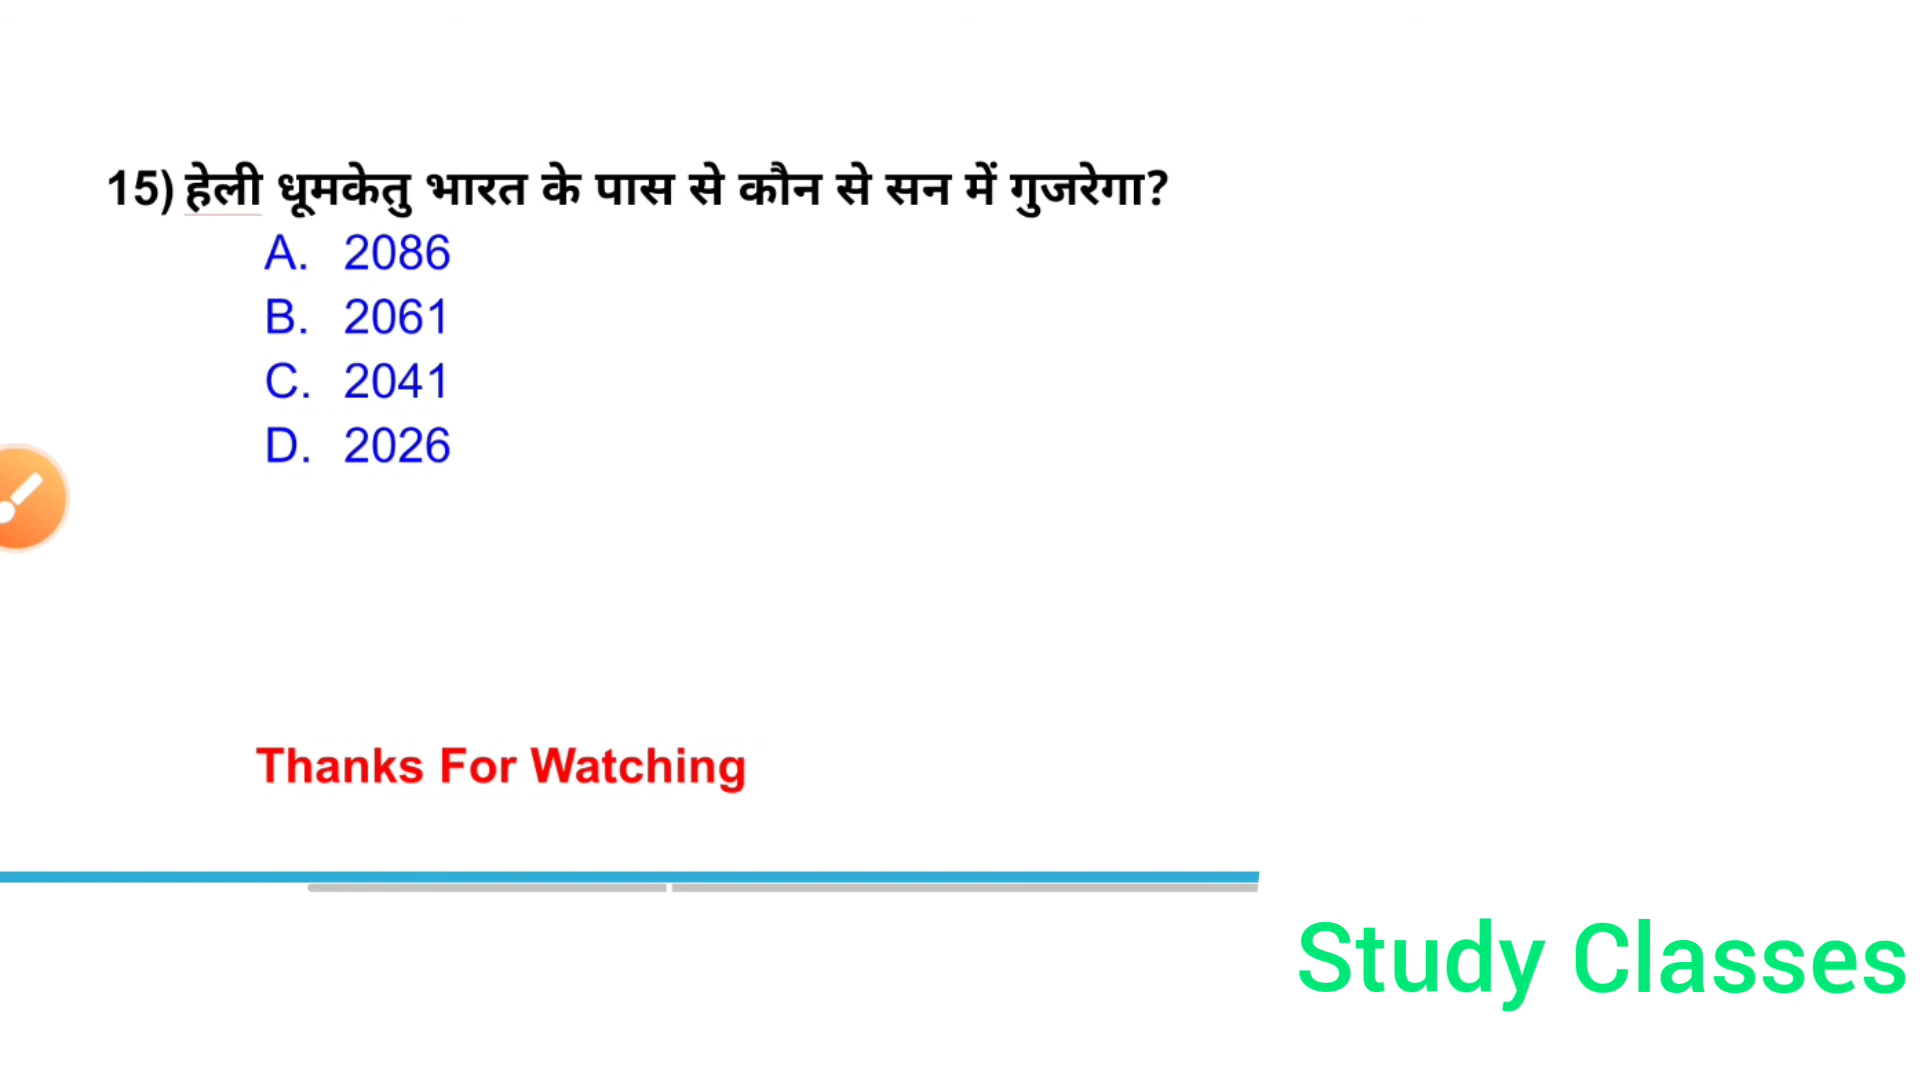 15) हेली धूमकेतु भारत के पास से कौन से सन में गुजरेगा?
A. 2086
B. 2061
C. 2041
D. 2026
Thanks For Watching
Study Classes